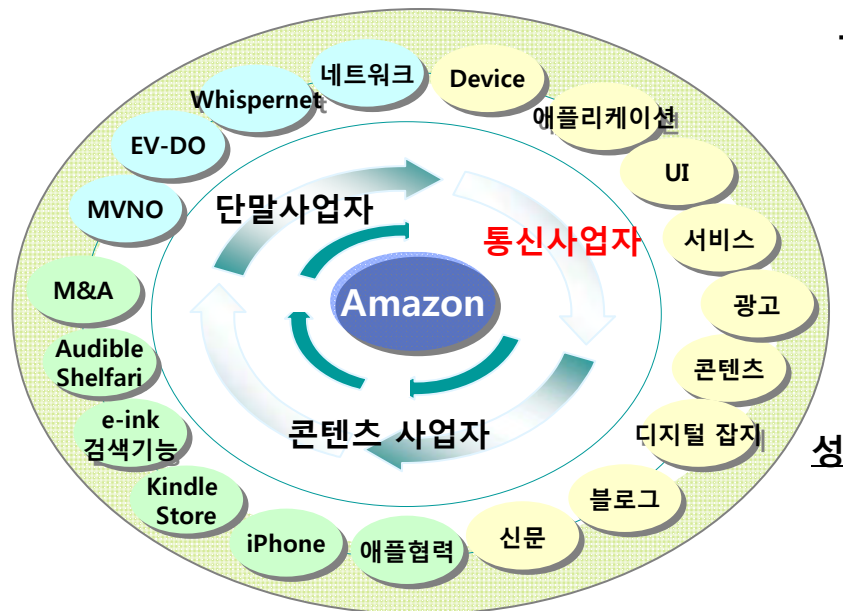 네트워크
Device
애플리케이션
UI
서비스
광고
콘텐츠
디지털 잡지
블로그
신문
애플협력
iPhone
Kindle
Store
e-ink
검색기능
Audible
Shelfari
M&A
MVNO
EV-DO
Whispernet
단말사업자
통신사업자
Amazon
콘텐츠 사업자
성